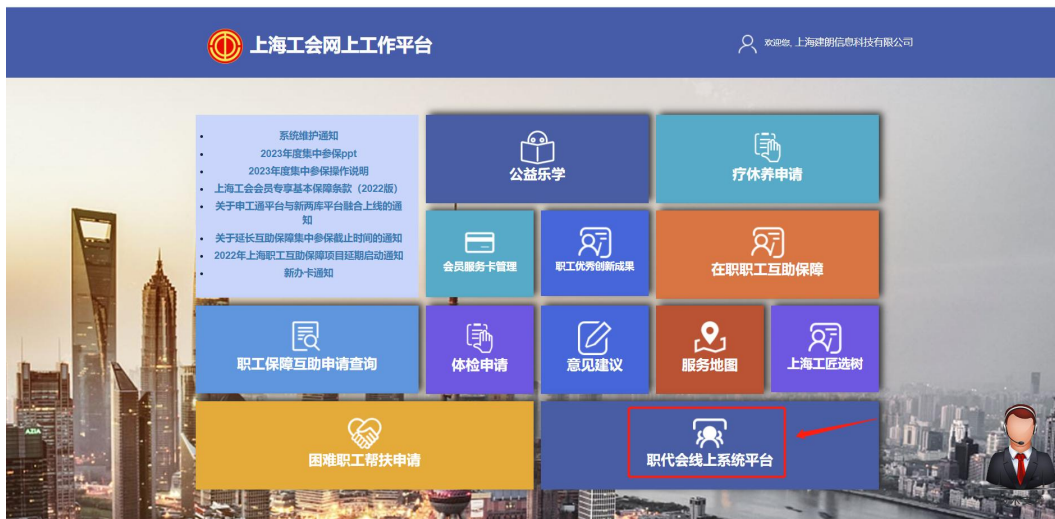 上海工会网上工作平台
欢迎您, 上海建朗信息科技有限公司
系统维护通知
2023年度集中参保ppt
2023年度集中参保操作说明
上海工会会员专享基本保障条款（2022版）
关于申工通平台与新两库平台融合上线的通
知
关于延长互助保障集中参保截止时间的通知
2022年上海职工互助保障项目延期启动通知
新办卡通知
公益乐学
疗休养申请
会员服务卡管理
职工优秀创新成果
在职职工互助保障
职工保障互助申请查询
体检申请
意见建议
服务地图
上海工匠选树
困难职工帮扶申请
职代会线上系统平台